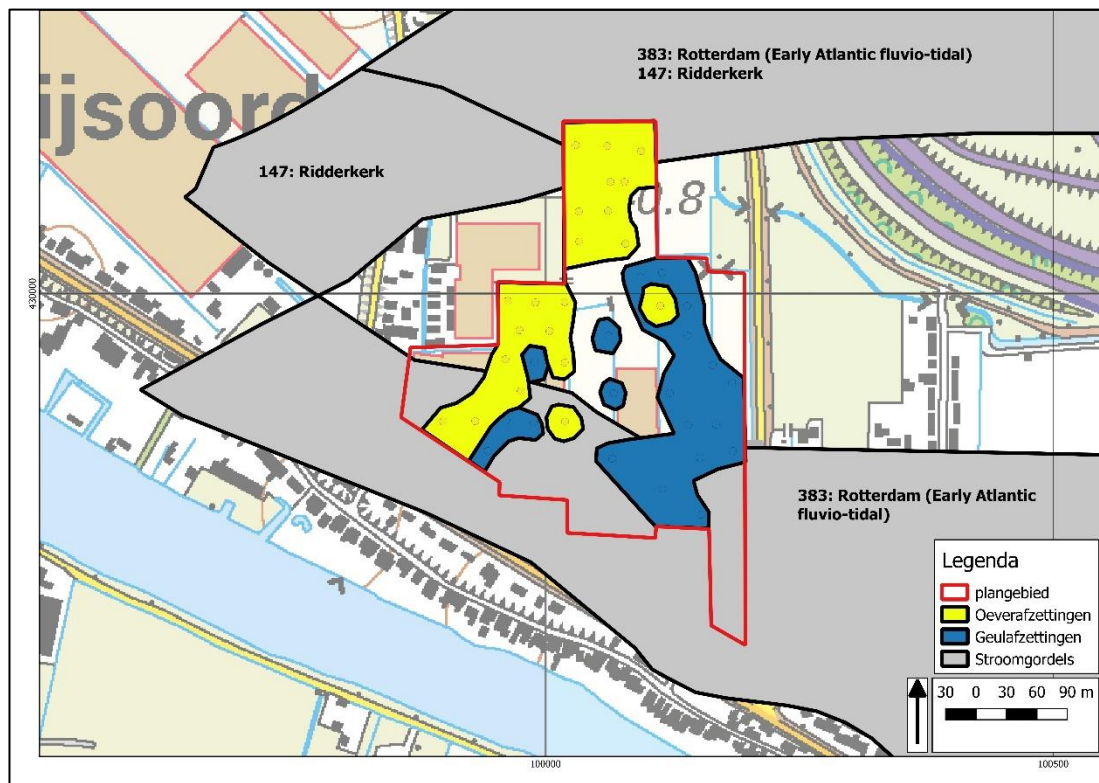 383: Rotterdam (Early Atlantic fluvio-tidal)
147: Ridderkerk
ijsoord
147: Ridderkerk
0.8
430000
383: Rotterdam (Early Atlantic
fluvio-tidal)
Legenda
plangebied
Oeverafzettingen
Geulafzettingen
Stroomgordels
30 0 30 60 90 m
100000
100500